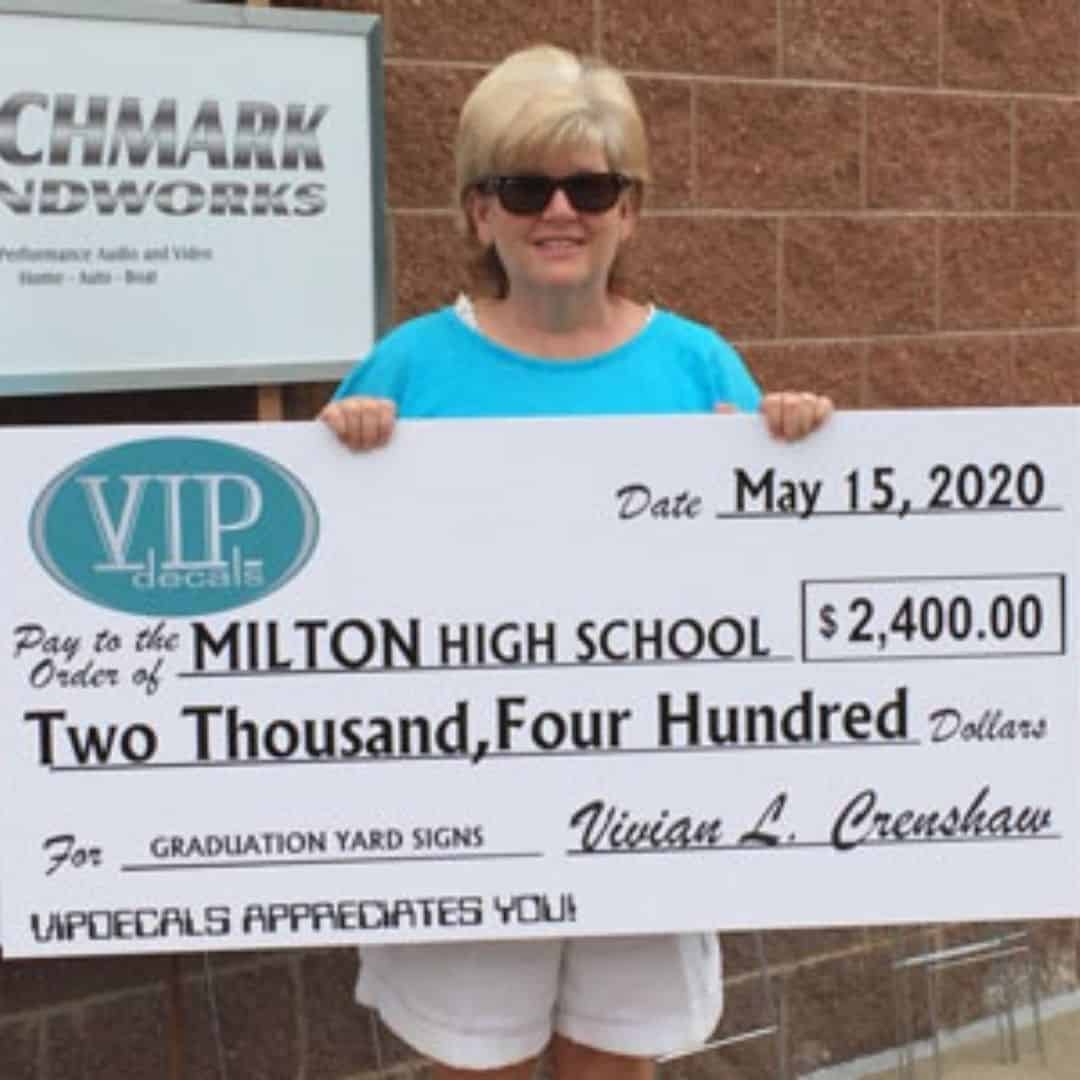 CHMARK
NDWORKS
Performance Audio and Video
Home - Auto - Boat
VIP
decals
Date May 15, 2020
Pay to the
Order of
MILTON HIGH SCHOOL $ 2,400.00
Two Thousand, Four Hundred Dollars
For GRADUATION YARD SIGNS Vivian L. Crenshaw
VIPDECALS APPRECIATES YOU!